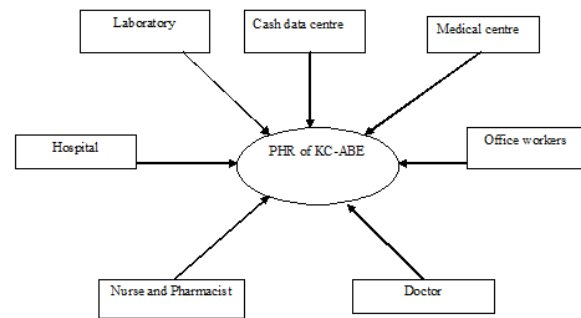 Laboratory
Cash data centre
Medical centre
Hospital
PHR of KC-ABE
Office workers
Nurse and Pharmacist
Doctor